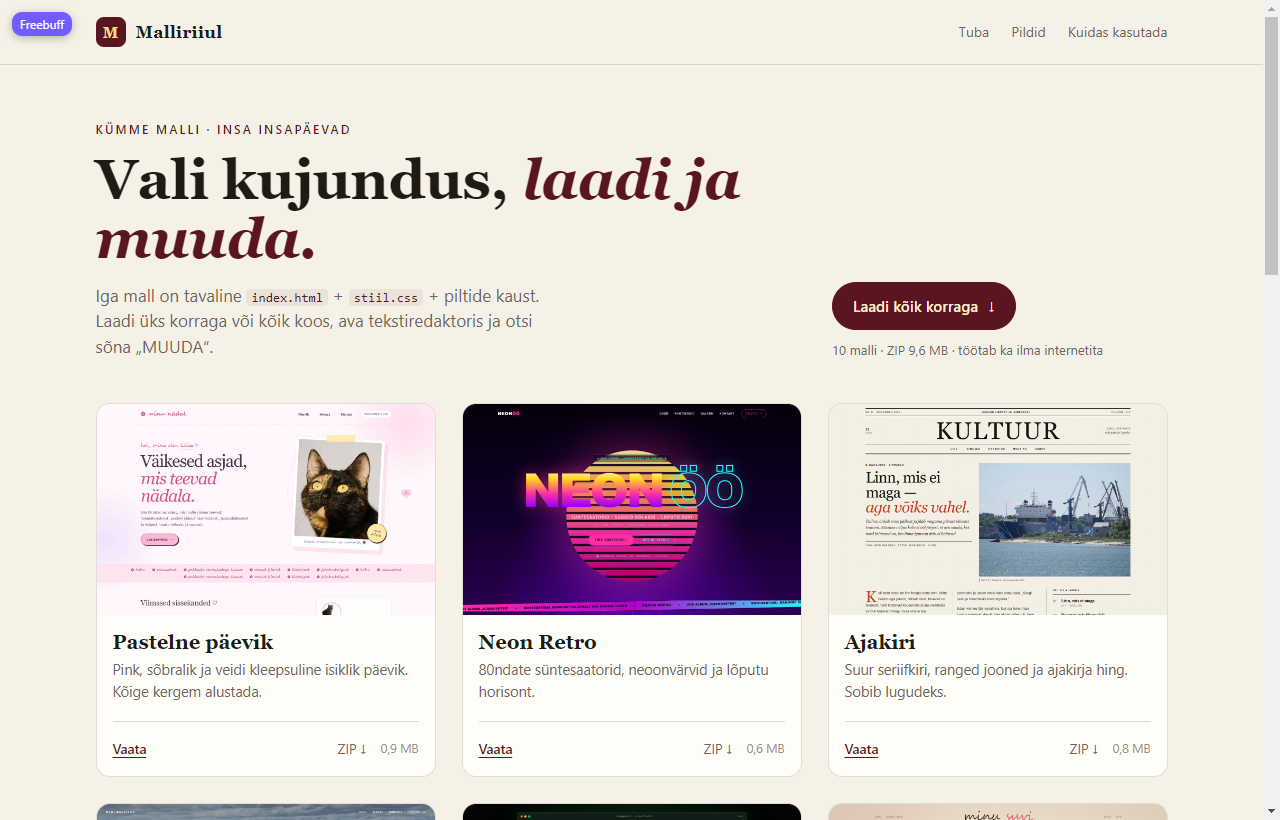 Freebuff
M Malliriiul
Tuba Pildid Kuidas kasutada
KÜMME MALLI · INSA INSAPÄEVAD
Vali kujundus, laadi ja
muuda.
Iga mall on tavaline index.html + stiil.css + piltide kaust.
Laadi üks korraga või kõik koos, ava tekstiredaktoris ja otsi
sõna „MUUDA“.
Laadi kõik korraga ↓
10 malli · ZIP 9,6 MB · töötab ka ilma internetita
minu nädal
Väikesed asjad,
mis teevad
nädala.
Viimased sissekanded ♡
NEONÖÖ
NEONÖÖ
KULTUUR
Linn, mis ei
maga —
aga võiks vahel.
Pastelne päevik
Pink, sõbralik ja veidi kleepsuline isiklik päevik.
Kõige kergem alustada.
Vaata ZIP ↓ 0,9 MB
Neon Retro
80ndate süntesaatorid, neoonvärvid ja lõputu
horisont.
Vaata ZIP ↓ 0,6 MB
Ajakiri
Suur seriifkiri, ranged jooned ja ajakirja hing.
Sobib lugudeks.
Vaata ZIP ↓ 0,8 MB
minu suvi